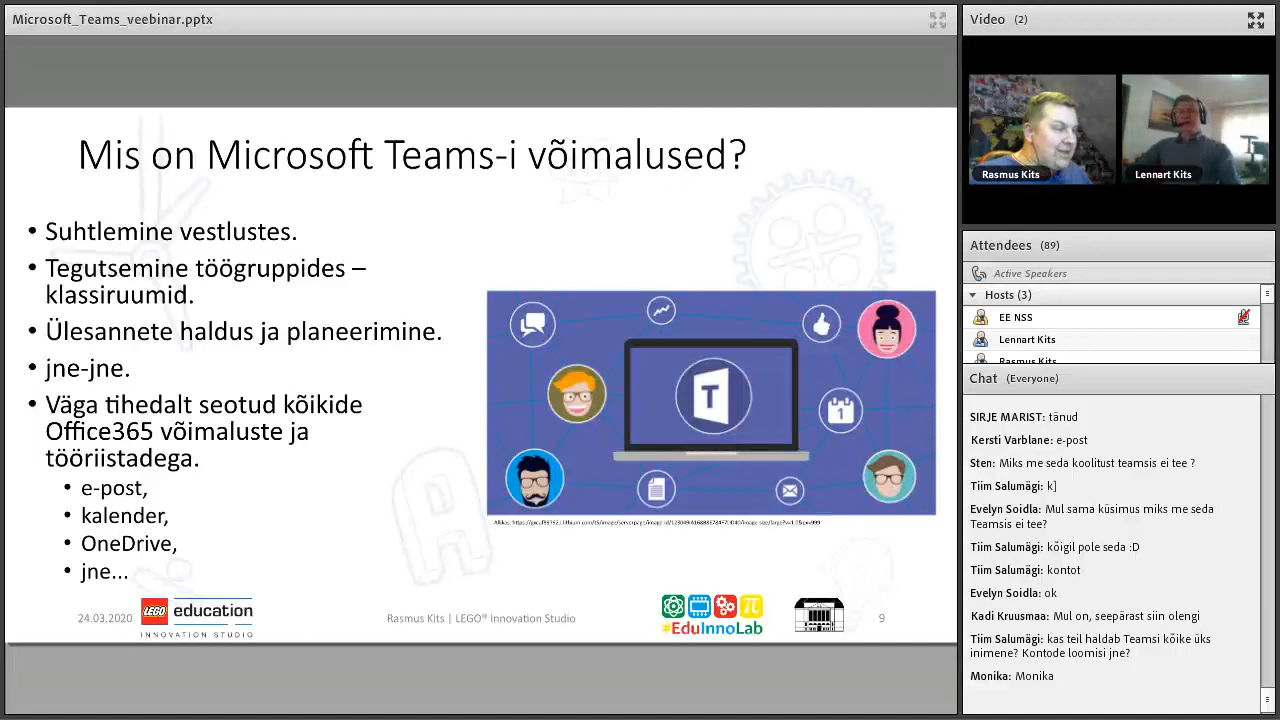 Microsoft_Teams_veebinar.pptx
Mis on Microsoft Teams-i võimalused?
• Suhtlemine vestlustes.
• Tegutsemine töögruppides –
klassiruumid.
• Ülesannete haldus ja planeerimine.
• jne-jne.
• Väga tihedalt seotud kõikide
Office365 võimaluste ja
tööriistadega.
• e-post,
• kalender,
• OneDrive,
• jne...
T
1
24.03.2020
LEGO education
INNOVATION STUDIO
Rasmus Kits | LEGO® Innovation Studio
π
#EduInnoLab
9
Video (2)
Rasmus Kits
Lennart Kits
Attendees (89)
Active Speakers
Hosts (3)
EE NSS
Lennart Kits
Rasmus Kits
Chat (Everyone)
SIRJE MARIST: tänud
Kersti Varblane: e-post
Sten: Miks me seda koolitust teamsis ei tee ?
Tiim Salumägi: k]
Evelyn Soidla: Mul sama küsimus miks me seda
Teamsis ei tee?
Tiim Salumägi: kõigil pole seda :D
Tiim Salumägi: kontot
Evelyn Soidla: ok
Kadi Kruusmaa: Mul on, seepärast siin olengi
Tiim Salumägi: kas teil haldab Teamsi kõike üks
inimene? Kontode loomisi jne?
Monika: Monika